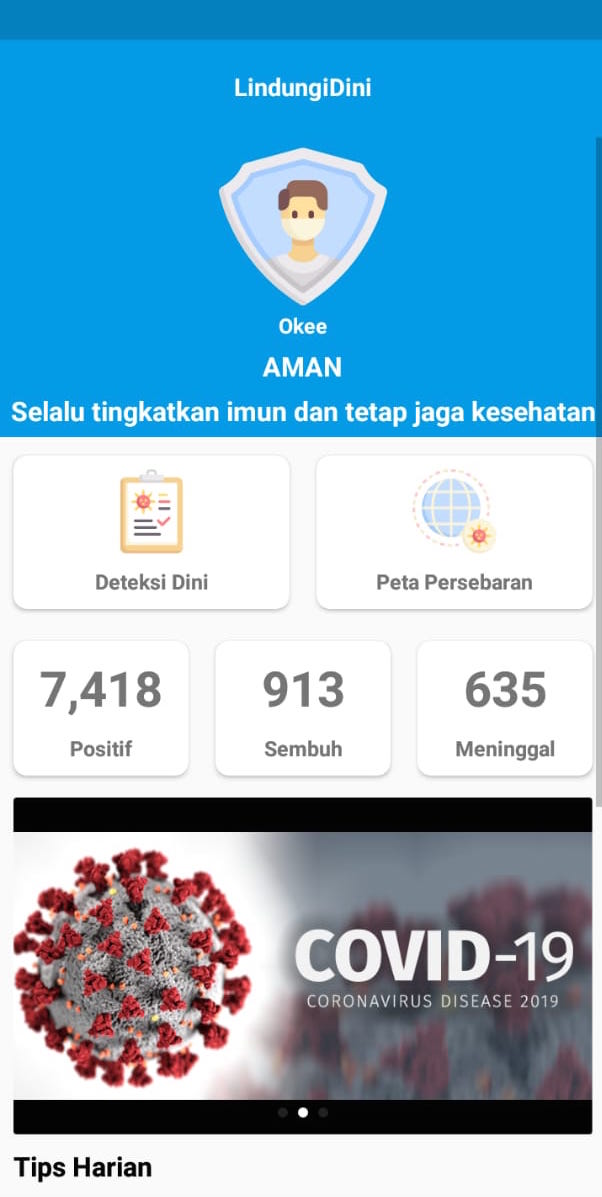 LindungiDini
Okee
AMAN
Selalu tingkatkan imun dan tetap jaga kesehatan
Deteksi Dini
Peta Persebaran
7,418
913
635
Positif
Sembuh
Meninggal
COVID-19
CORONAVIRUS DISEASE 2019
Tips Harian